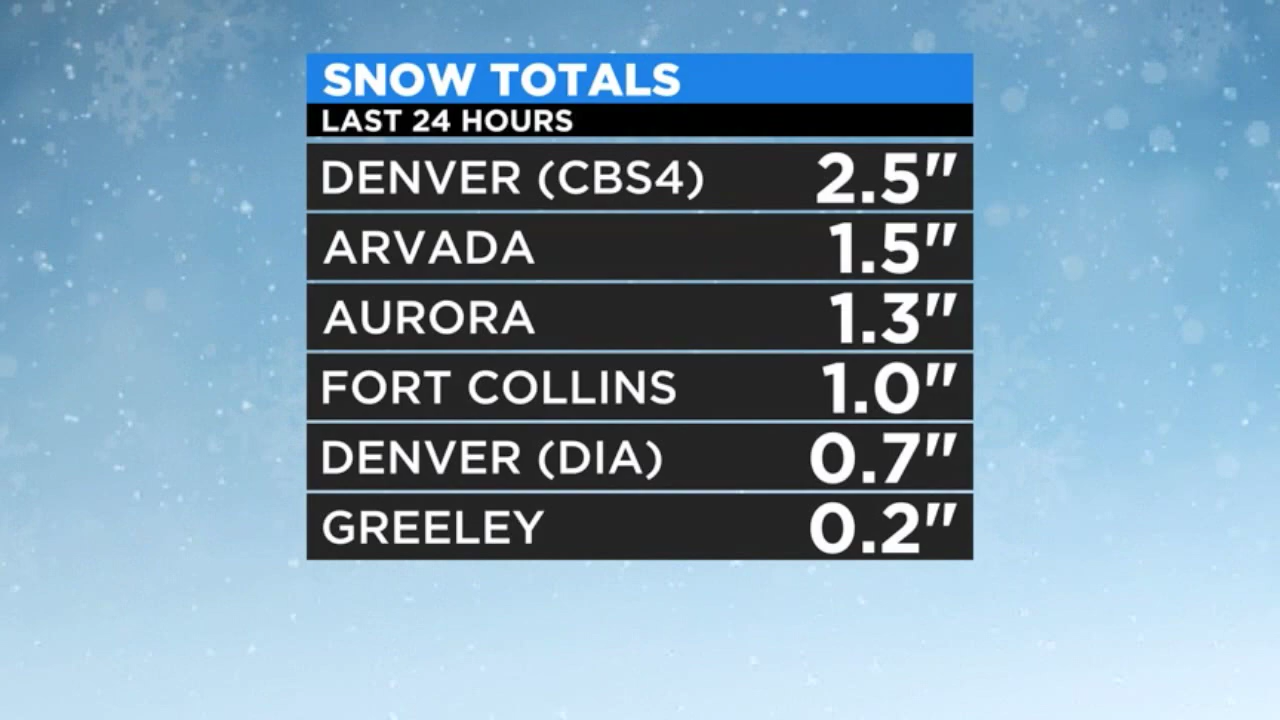 SNOW TOTALS
LAST 24 HOURS
DENVER (CBS4) 2.5"
ARVADA 1.5"
AURORA 1.3"
FORT COLLINS 1.0"
DENVER (DIA) 0.7"
GREELEY 0.2"